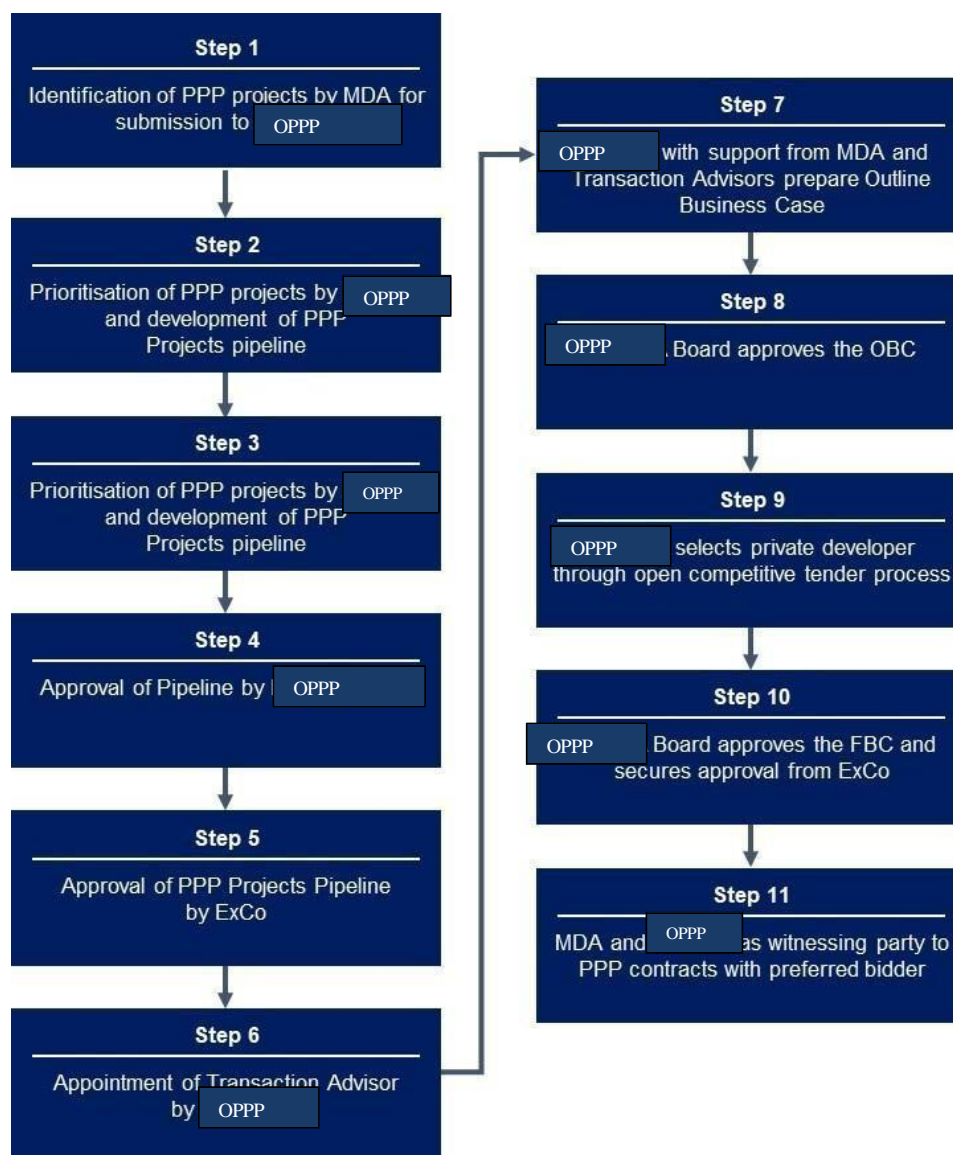 Step 1
Identification of PPP projects by MDA for
submission to OPPP
Step 2
Prioritisation of PPP projects by OPPP
and development of PPP
Projects pipeline
Step 3
Prioritisation of PPP projects by OPPP
and development of PPP
Projects pipeline
Step 4
Approval of Pipeline by OPPP
Step 5
Approval of PPP Projects Pipeline
by ExCo
Step 6
Appointment of Transaction Advisor
by OPPP
Step 7
OPPP with support from MDA and
Transaction Advisors prepare Outline
Business Case
Step 8
OPPP Board approves the OBC
Step 9
OPPP selects private developer
through open competitive tender process
Step 10
OPPP Board approves the FBC and
secures approval from ExCo
Step 11
MDA and OPPP as witnessing party to
PPP contracts with preferred bidder